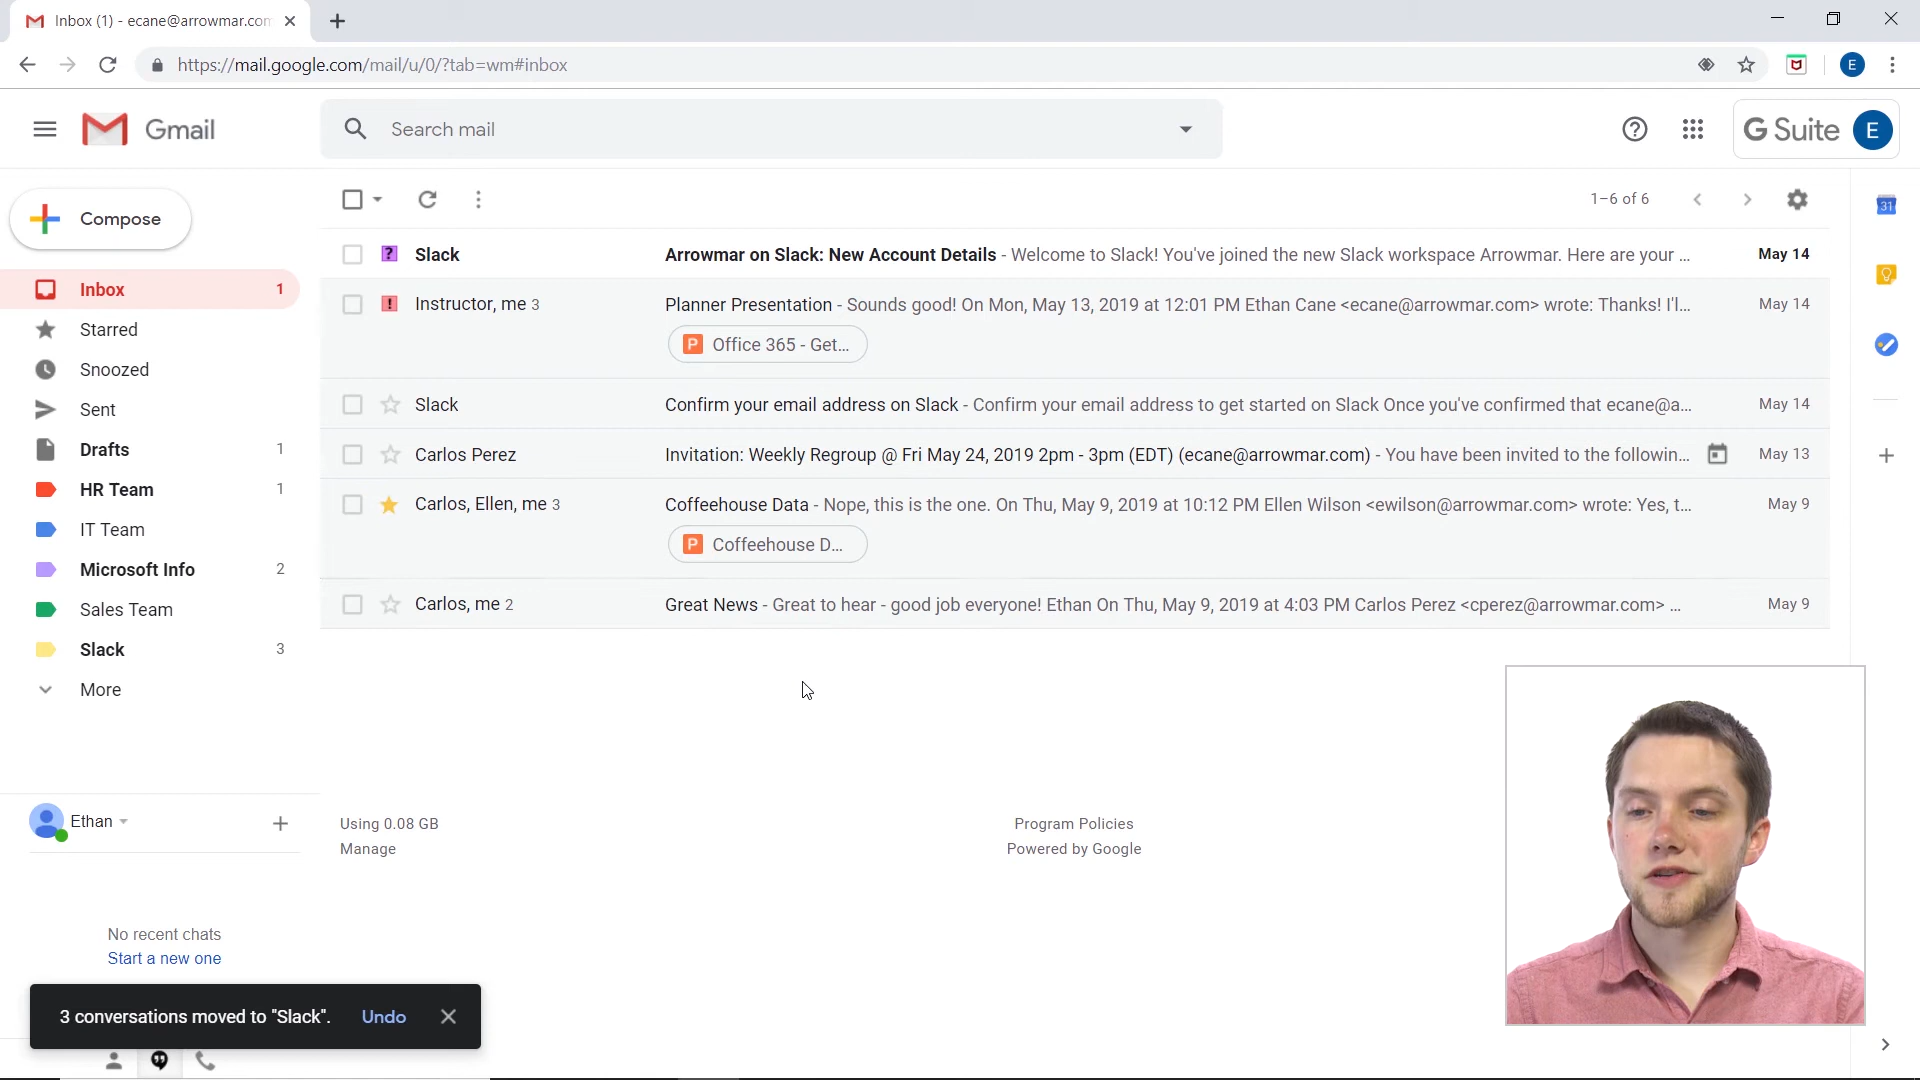 Inbox (1) - ecane@arrowmar.com
https://mail.google.com/mail/u/0/?tab=wm#inbox
E
Gmail
Search mail
G Suite
E
Compose
1–6 of 6
31
Slack Arrowmar on Slack: New Account Details - Welcome to Slack! You've joined the new Slack workspace Arrowmar. Here are your ... May 14
Inbox 1
Instructor, me 3 Planner Presentation - Sounds good! On Mon, May 13, 2019 at 12:01 PM Ethan Cane <ecane@arrowmar.com> wrote: Thanks! I'l... May 14
Starred
P Office 365 - Get...
Snoozed
Sent
Slack Confirm your email address on Slack - Confirm your email address to get started on Slack Once you've confirmed that ecane@a... May 14
Drafts 1
Carlos Perez Invitation: Weekly Regroup @ Fri May 24, 2019 2pm - 3pm (EDT) (ecane@arrowmar.com) - You have been invited to the followin... May 13
HR Team 1
Carlos, Ellen, me 3 Coffeehouse Data - Nope, this is the one. On Thu, May 9, 2019 at 10:12 PM Ellen Wilson <ewilson@arrowmar.com> wrote: Yes, t... May 9
IT Team
P Coffeehouse D...
Microsoft Info 2
Sales Team
Carlos, me 2 Great News - Great to hear - good job everyone! Ethan On Thu, May 9, 2019 at 4:03 PM Carlos Perez <cperez@arrowmar.com> ... May 9
Slack 3
More
Ethan
Using 0.08 GB
Manage
Program Policies
Powered by Google
No recent chats
Start a new one
3 conversations moved to "Slack". Undo